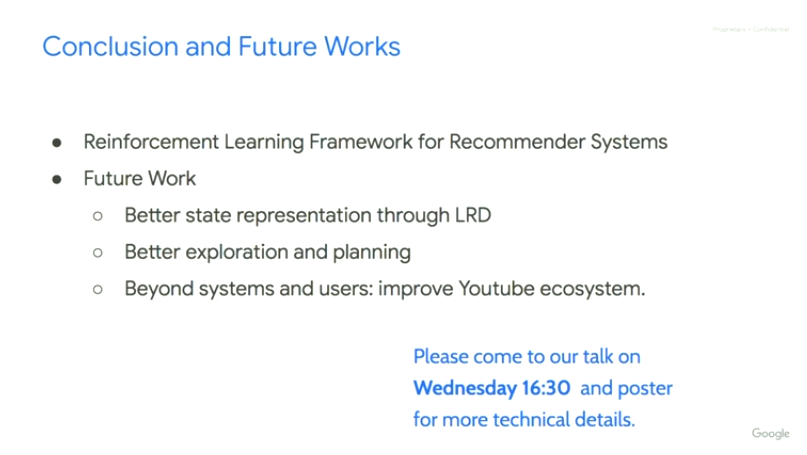 Proprietary + Confidential
Conclusion and Future Works
● Reinforcement Learning Framework for Recommender Systems
● Future Work
○ Better state representation through LRD
○ Better exploration and planning
○ Beyond systems and users: improve Youtube ecosystem.
Please come to our talk on
Wednesday 16:30 and poster
for more technical details.
Google